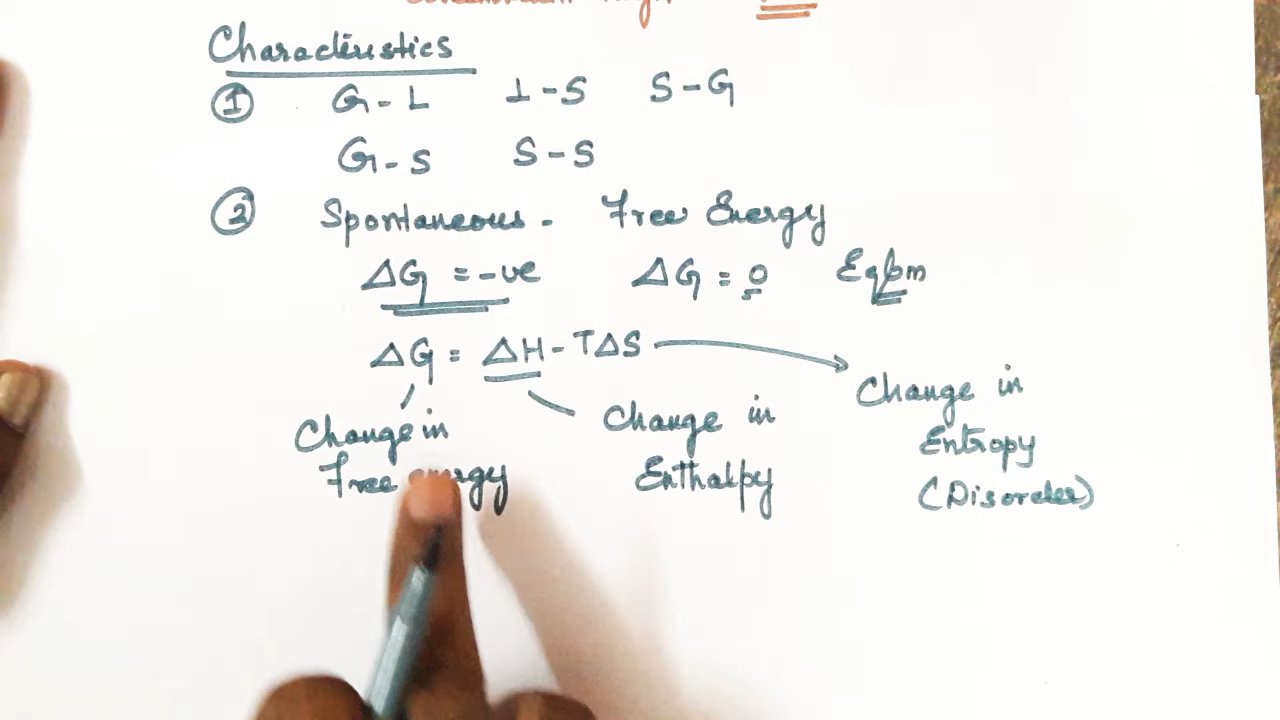 Characteristics
① G-L L-S S-G
G-S S-S
② Spontaneous - Free Energy
ΔG = -ve ΔG = 0 Eqbm
ΔG = ΔH - TΔS
Change in Free energy
Change in Enthalpy
Change in Entropy (Disorder)